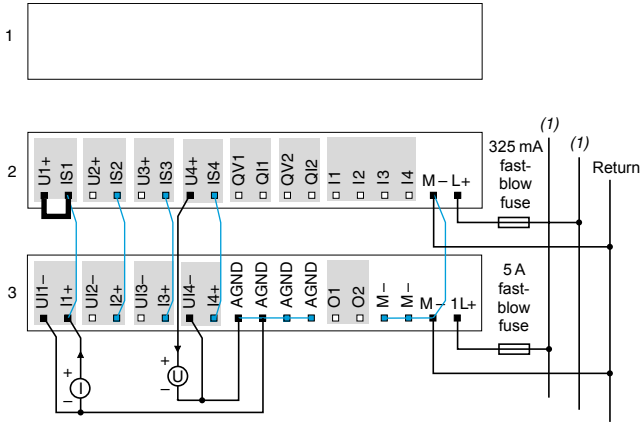 1
2
U1+ IS1 U2+ IS2 U3+ IS3 U4+ IS4 QV1 QI1 QV2 QI2 I1 I2 I3 I4 M– L+
325 mA
fast-
blow
fuse
(1)
(1)
Return
3
UI1– I1+ UI2– I2+ UI3– I3+ UI4– I4+ AGND AGND AGND AGND O1 O2 M– M– M– 1L+
5 A
fast-
blow
fuse
+
I
–
+
U
–